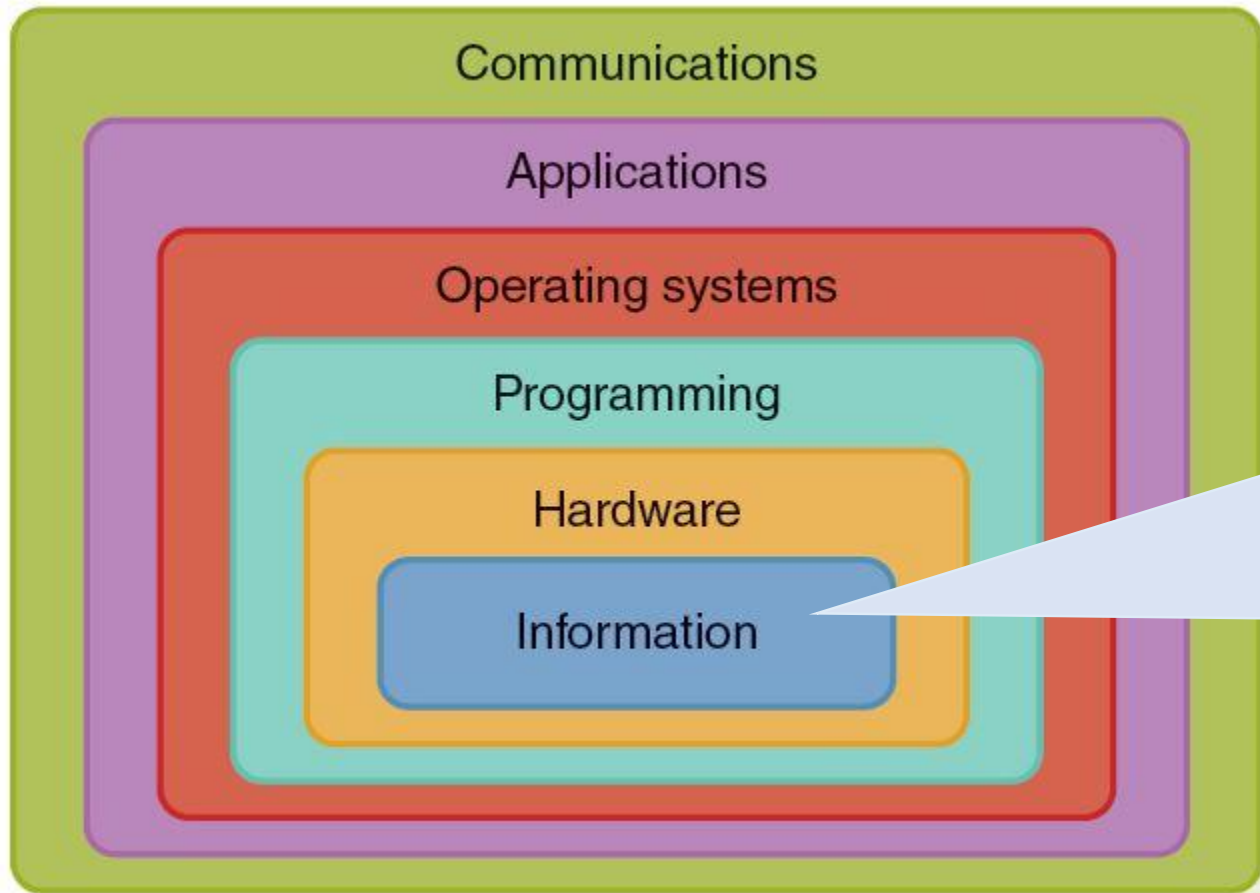 Communications
Applications
Operating systems
Programming
Hardware
Information